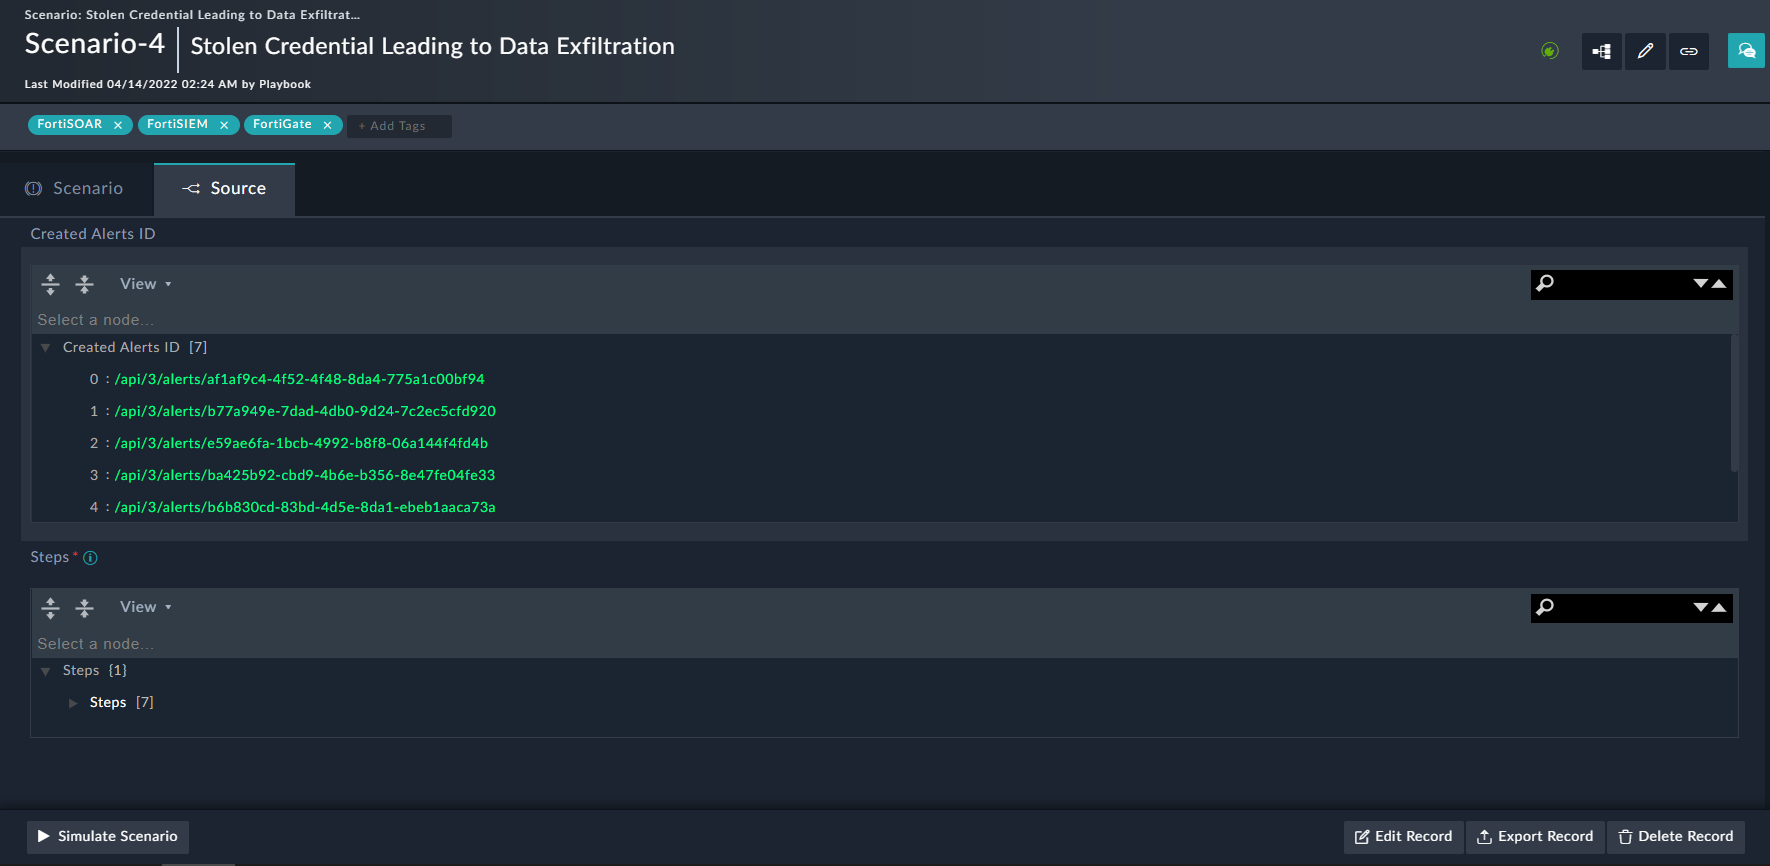 Scenario: Stolen Credential Leading to Data Exfiltrat...
Scenario-4
Stolen Credential Leading to Data Exfiltration
Last Modified 04/14/2022 02:24 AM by Playbook
FortiSOAR × FortiSIEM × FortiGate × + Add Tags
Scenario Source
Created Alerts ID
View
Select a node...
Created Alerts ID [7]
0 : /api/3/alerts/af1af9c4-4f52-4f48-8da4-775a1c00bf94
1 : /api/3/alerts/b77a949e-7dad-4db0-9d24-7c2ec5cfd920
2 : /api/3/alerts/e59ae6fa-1bcb-4992-b8f8-06a144f4fd4b
3 : /api/3/alerts/ba425b92-cbd9-4b6e-b356-8e47fe04fe33
4 : /api/3/alerts/b6b830cd-83bd-4d5e-8da1-ebeb1aaca73a
Steps *
View
Select a node...
Steps {1}
Steps [7]
Simulate Scenario Edit Record Export Record Delete Record